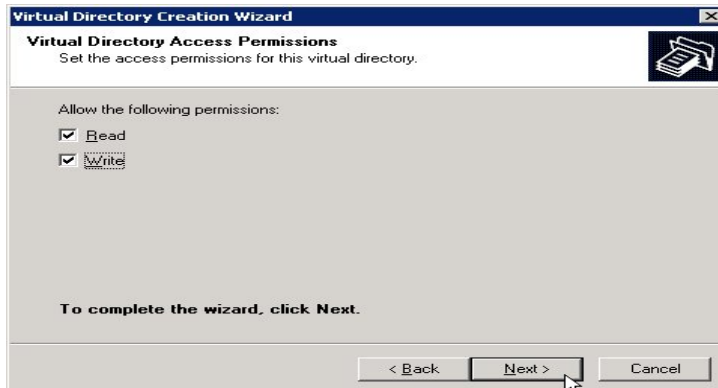 Virtual Directory Creation Wizard
Virtual Directory Access Permissions
Set the access permissions for this virtual directory.
Allow the following permissions:
Read
Write
To complete the wizard, click Next.
< Back Next > Cancel